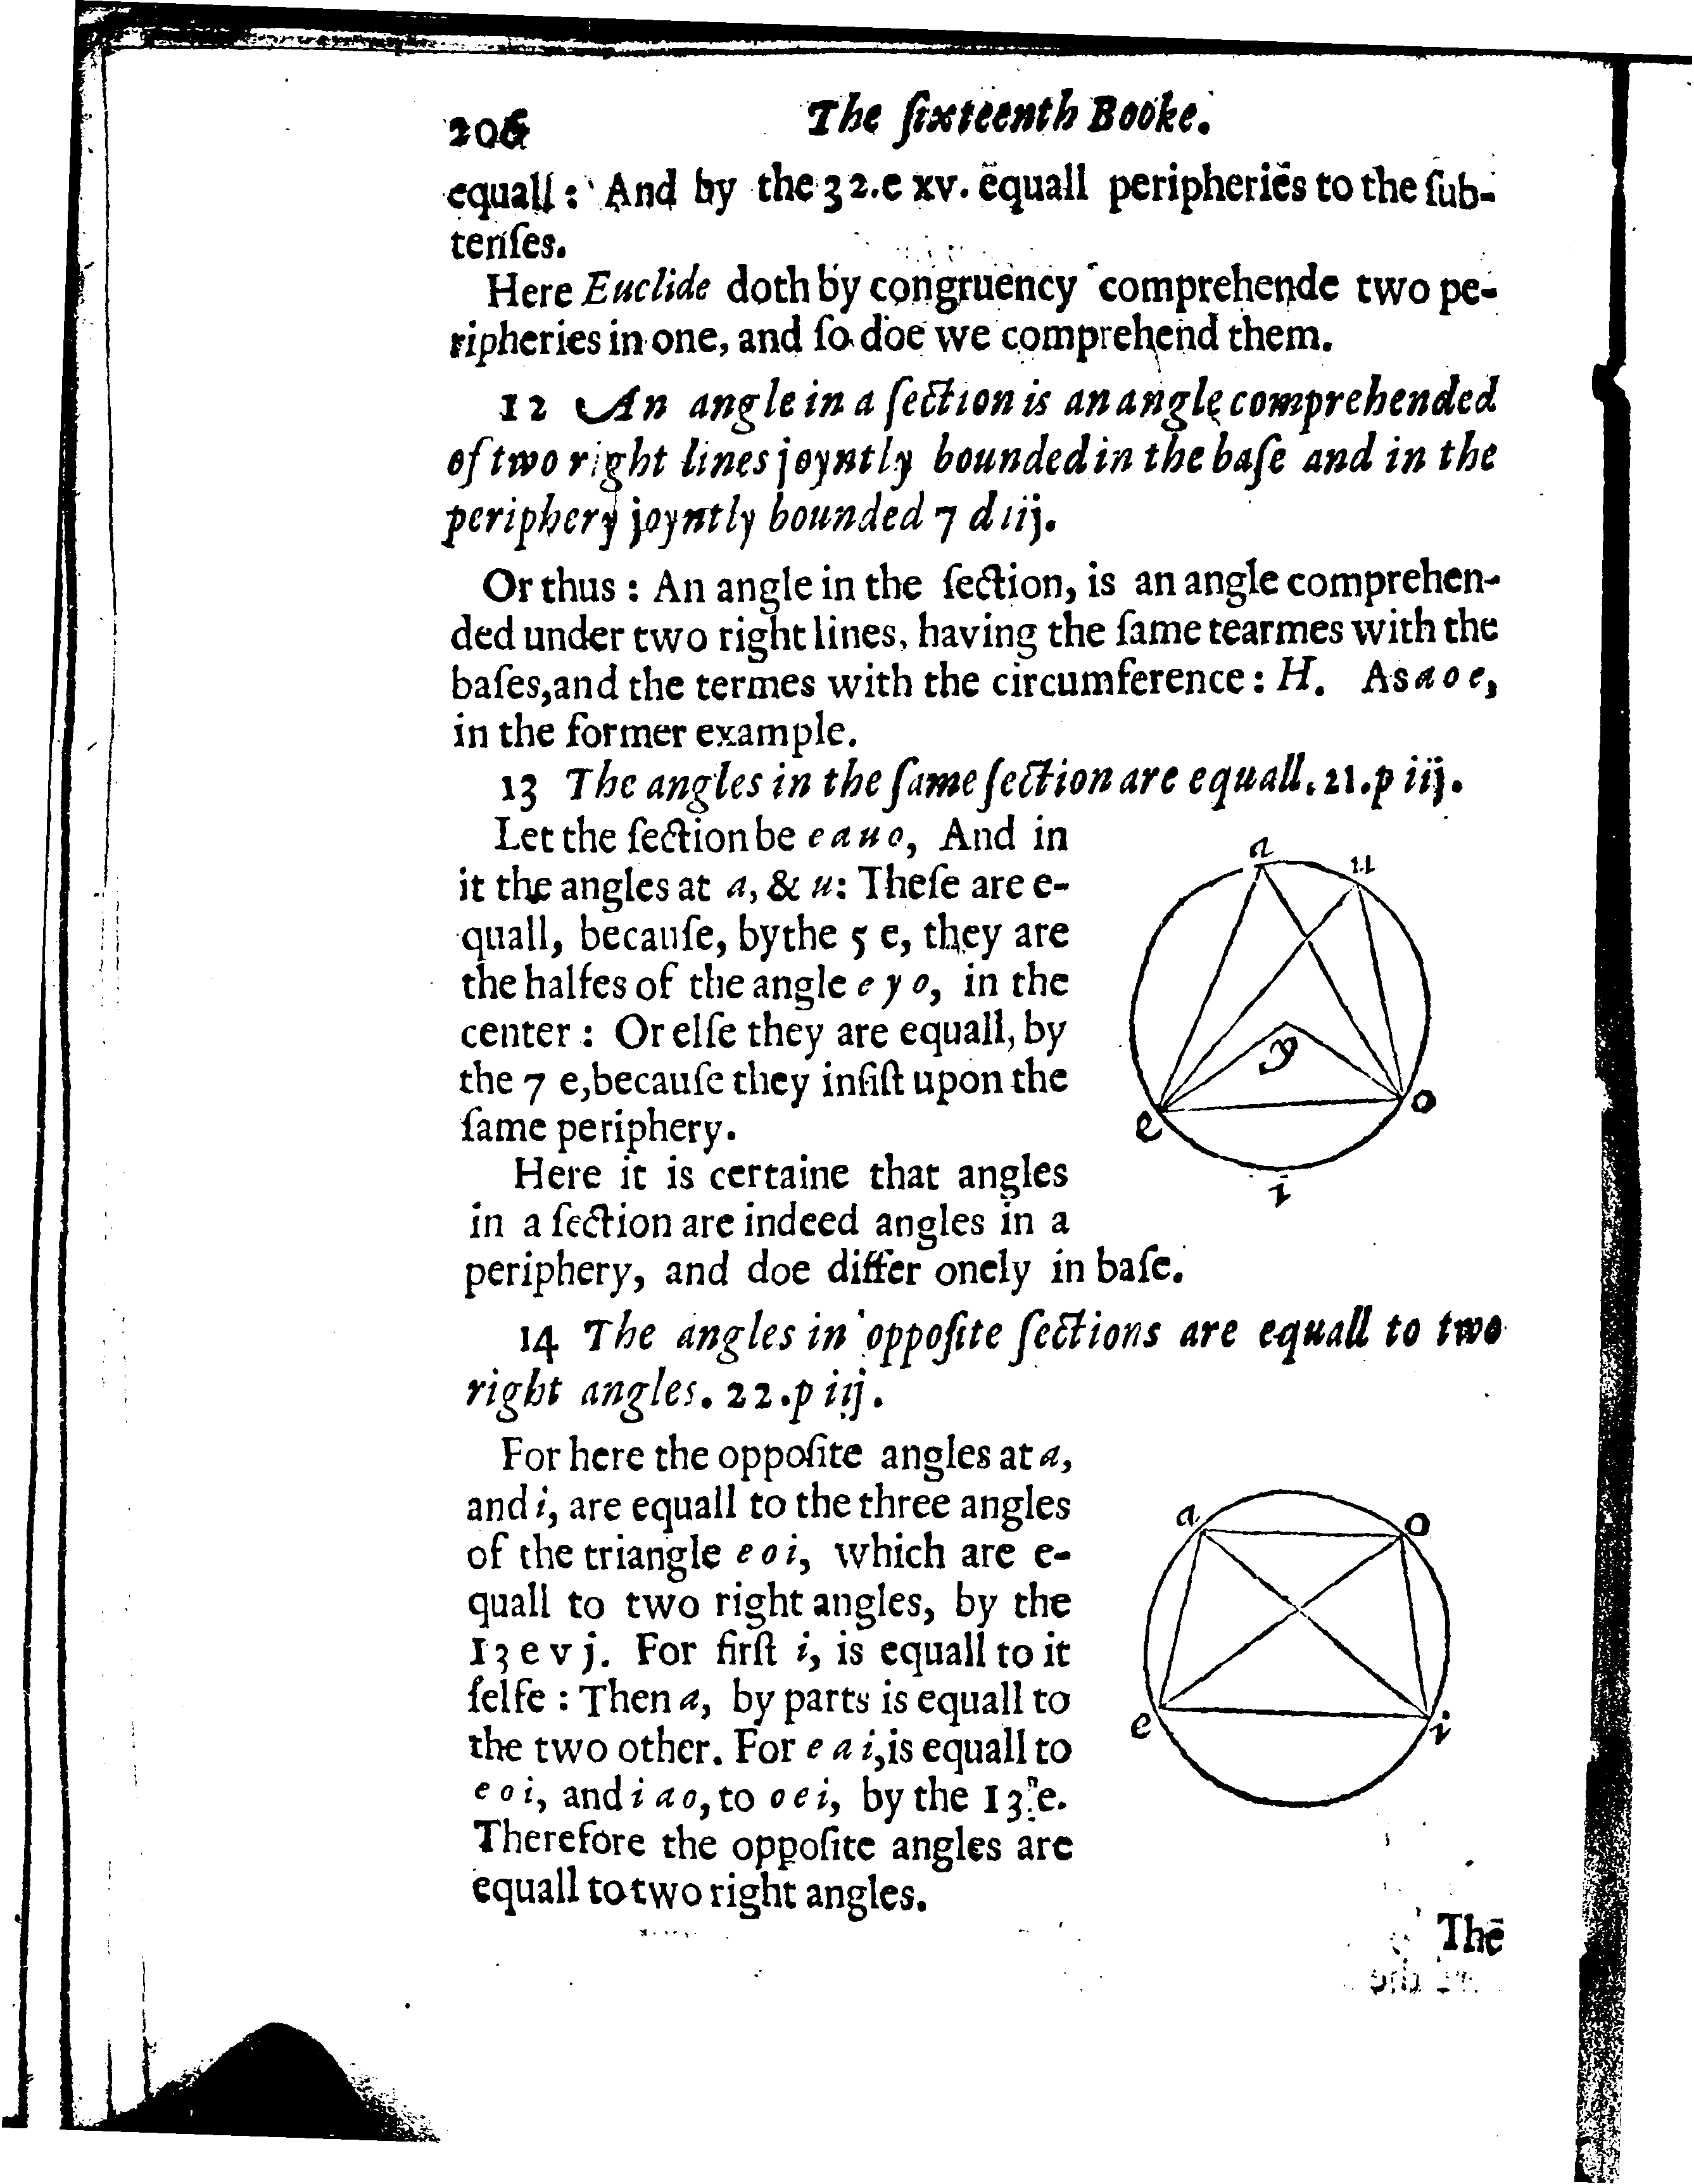 206 The ſixteenth Booke.
equall: And by the 32.e xv. equall peripheries to the ſub-
tenſes.
Here Euclide doth by congruency comprehende two pe-
ripheries in one, and ſo doe we comprehend them.
12 An angle in a ſection is an angle comprehended
of two right lines joyntly bounded in the baſe and in the
periphery joyntly bounded 7 d iij.
Or thus: An angle in the ſection, is an angle comprehen-
ded under two right lines, having the ſame tearmes with the
baſes, and the termes with the circumference: H. As a o e,
in the former example.
13 The angles in the ſame ſection are equall. 21.p iij.
Let the ſection be e a u o, And in
it the angles at a, & u: Theſe are e-
quall, becauſe, by the 5 e, they are
the halfes of the angle e y o, in the
center: Or elſe they are equall, by
the 7 e, becauſe they inſiſt upon the
ſame periphery.
a
u
y
e
o
i
Here it is certaine that angles
in a ſection are indeed angles in a
periphery, and doe differ onely in baſe.
14 The angles in oppoſite ſections are equall to two
right angles. 22.p iij.
For here the oppoſite angles at a,
and i, are equall to the three angles
of the triangle e o i, which are e-
quall to two right angles, by the
13 e v j. For firſt i, is equall to it
ſelfe: Then a, by parts is equall to
the two other. For e a i, is equall to
e o i, and i a o, to o e i, by the 13 e.
Therefore the oppoſite angles are
equall to two right angles.
a
o
e
i
The